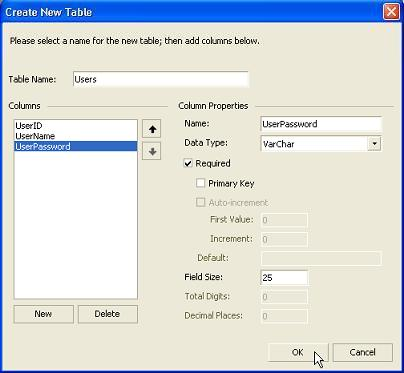 Create New Table
Please select a name for the new table; then add columns below.
Table Name: Users
Columns
UserID
UserName
UserPassword
New Delete
Column Properties
Name: UserPassword
Data Type: VarChar
Required
Primary Key
Auto-increment
First Value: 0
Increment: 0
Default:
Field Size: 25
Total Digits: 0
Decimal Places: 0
OK Cancel